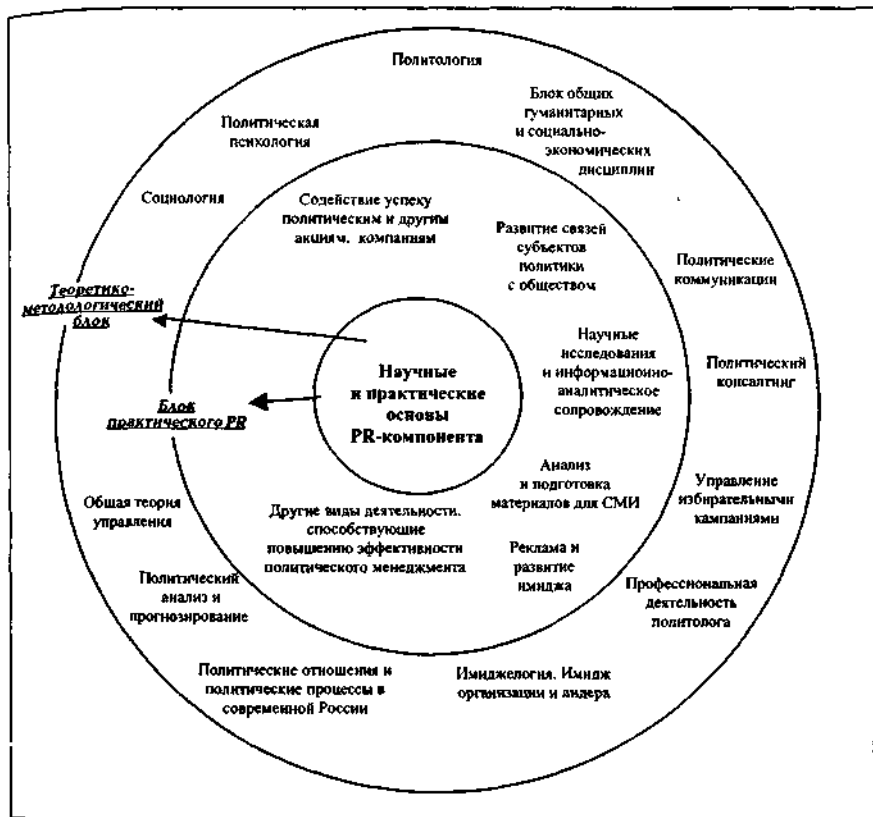 Политология
Блок общих
гуманитарных
и социально-
экономических
дисциплин
Политическая
психология
Социология
Содействие успеху
политическим и другим
акциям, компаниям
Развитие связей
субъектов
политики
с обществом
Политические
коммуникации
Теоретико-
методологический
блок
Научные
исследования
и информационно-
аналитическое
сопровождение
Политический
консалтинг
Научные
и практические
основы
PR-компонента
Блок
практического PR
Анализ
и подготовка
материалов для СМИ
Управление
избирательными
кампаниями
Общая теория
управления
Другие виды деятельности,
способствующие
повышению эффективности
политического менеджмента
Реклама и
развитие
имиджа
Политический
анализ и
прогнозирование
Профессиональная
деятельность
политолога
Политические отношения и
политические процессы в
современной России
Имиджелогия. Имидж
организации и лидера